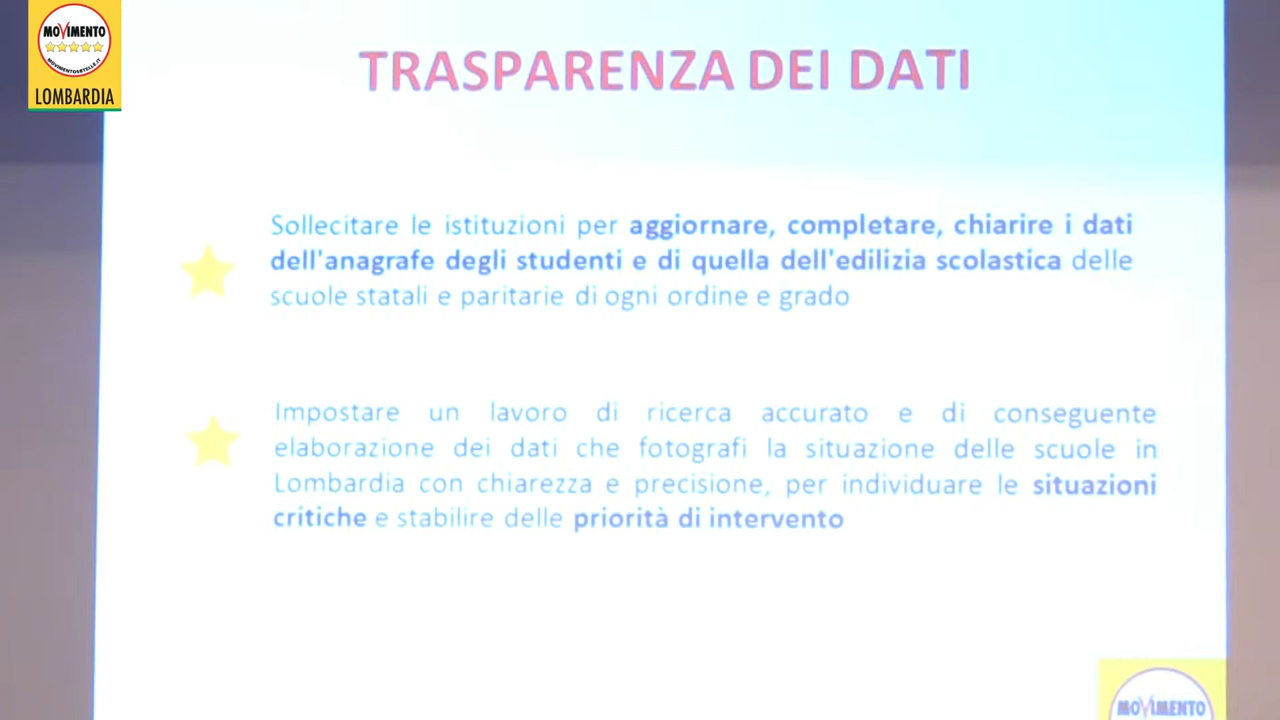 MOVIMENTO
MOVIMENTO5STELLE.IT
LOMBARDIA
TRASPARENZA DEI DATI
Sollecitare le istituzioni per aggiornare, completare, chiarire i dati
dell'anagrafe degli studenti e di quella dell'edilizia scolastica delle
scuole statali e paritarie di ogni ordine e grado
Impostare un lavoro di ricerca accurato e di conseguente
elaborazione dei dati che fotografi la situazione delle scuole in
Lombardia con chiarezza e precisione, per individuare le situazioni
critiche e stabilire delle priorità di intervento
MOVIMENTO